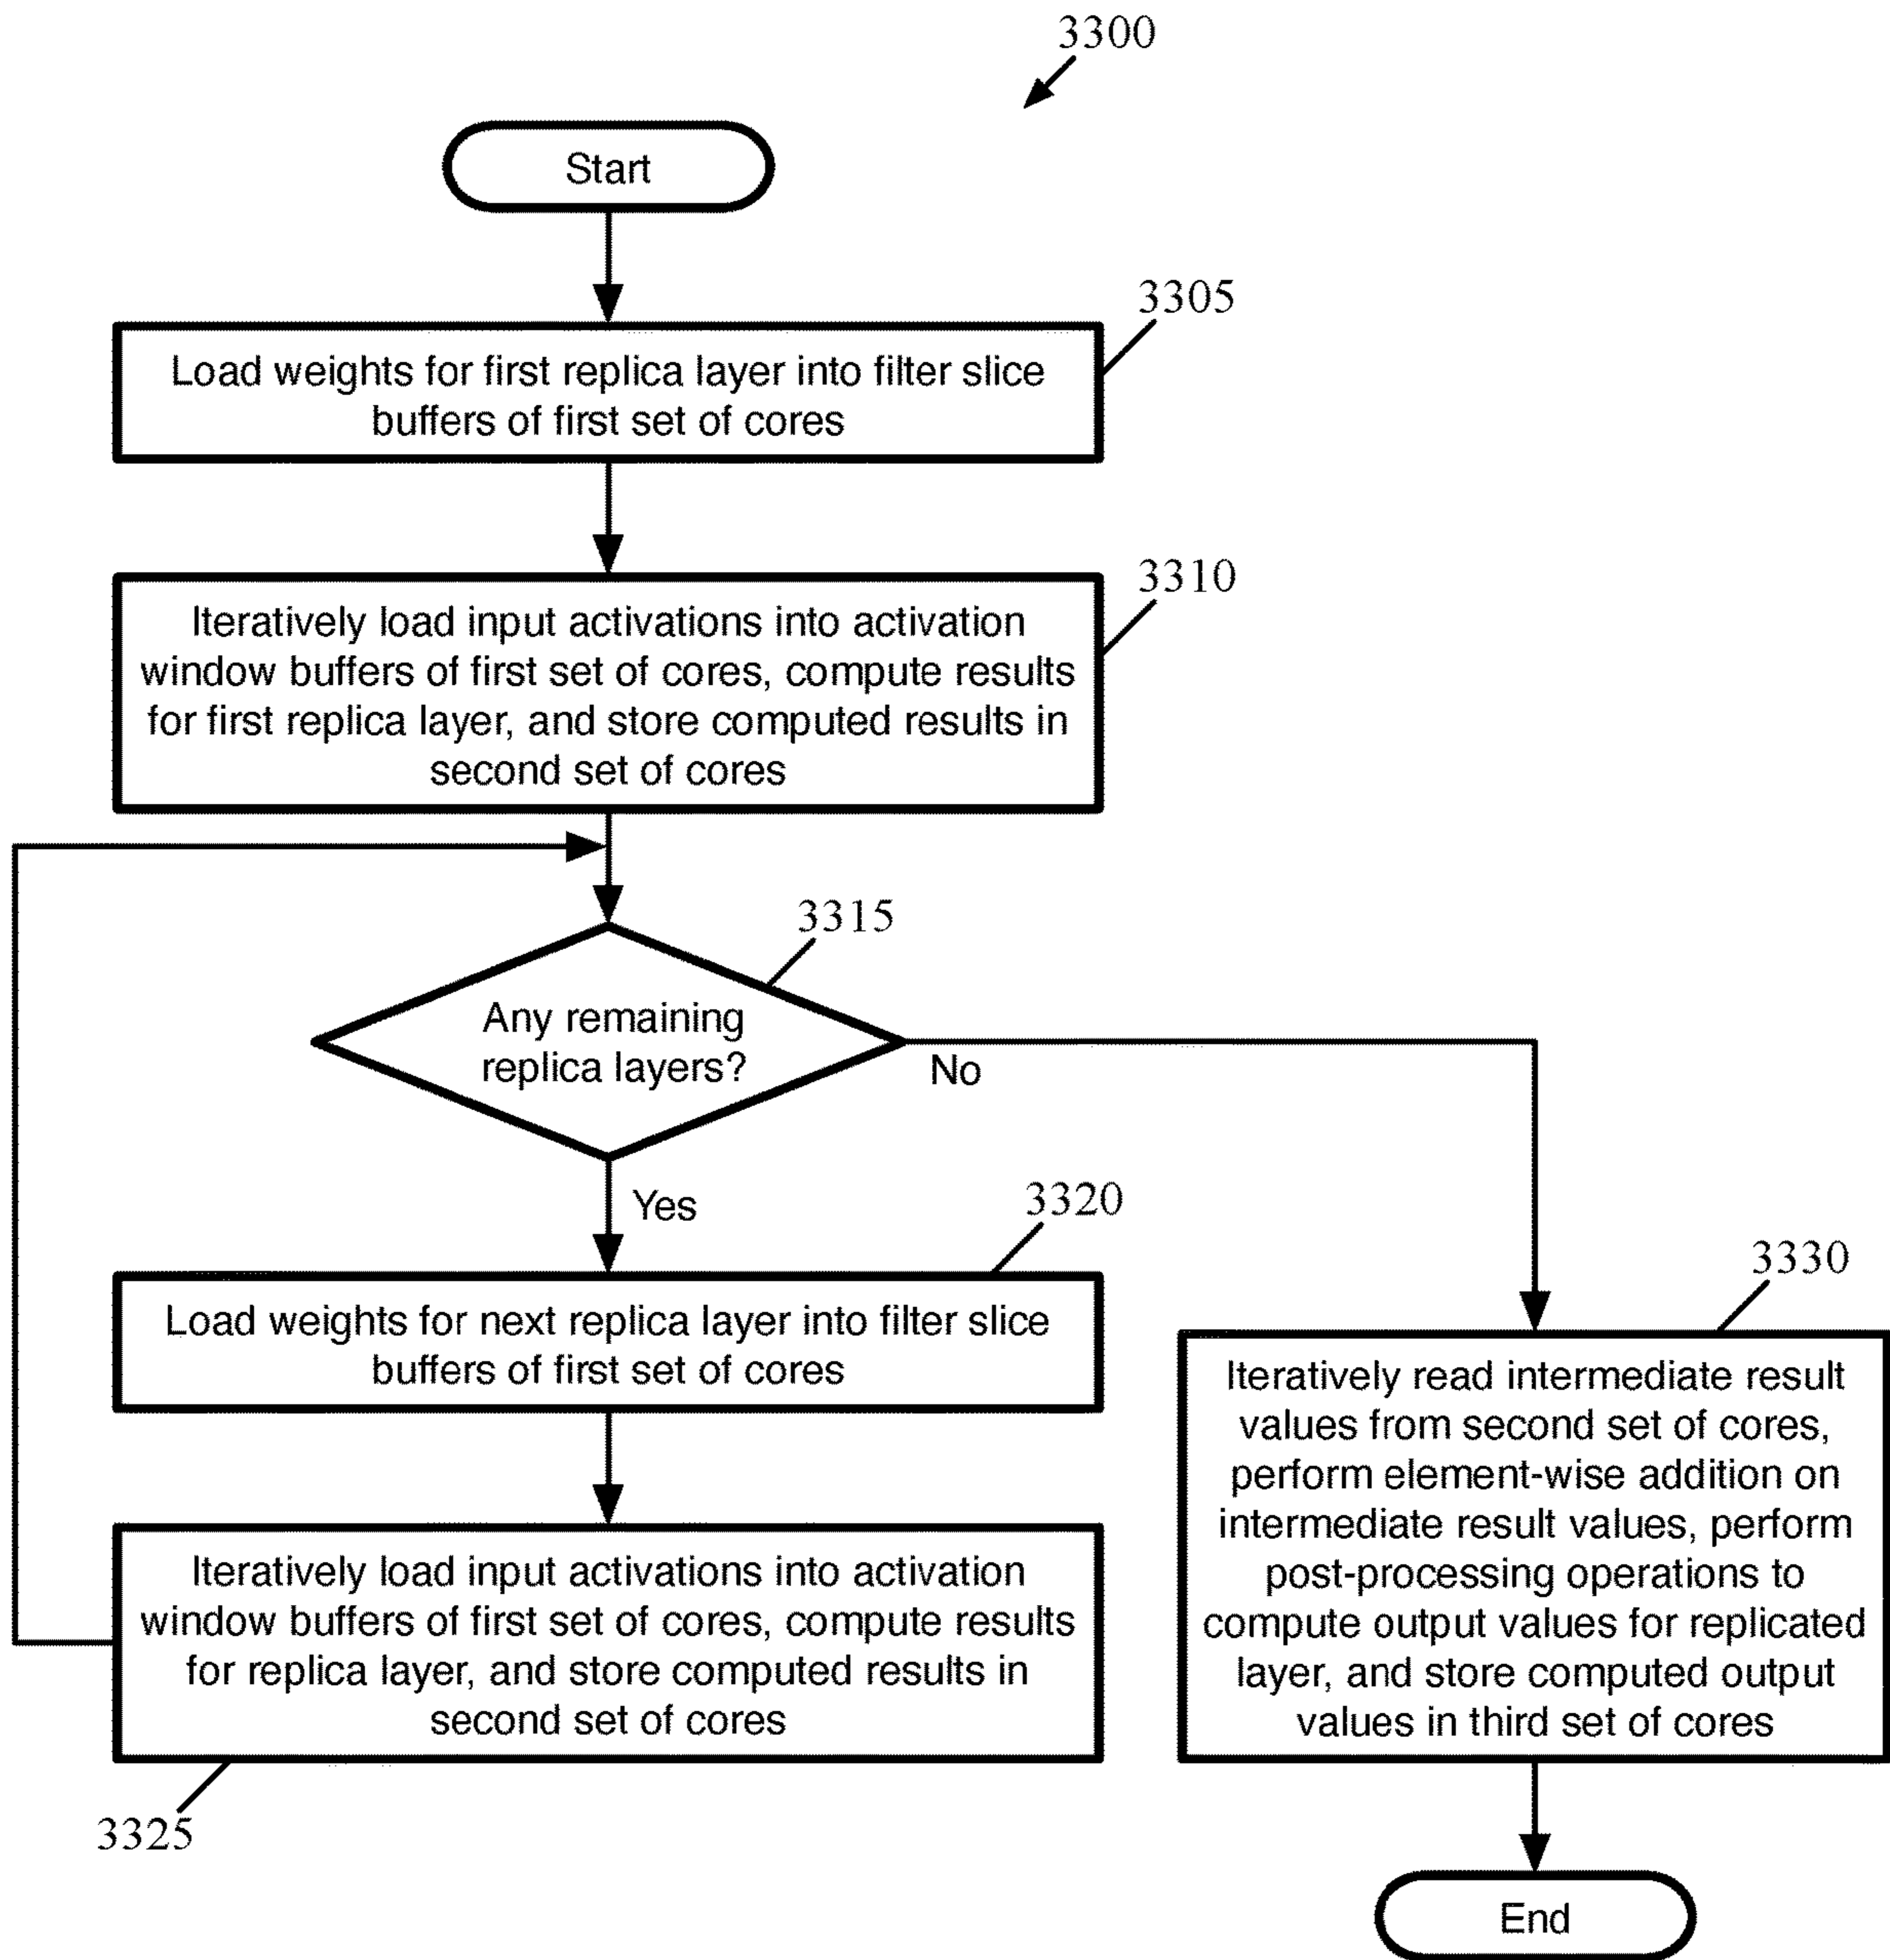 3300
Start
3305
Load weights for first replica layer into filter slice
buffers of first set of cores
3310
Iteratively load input activations into activation
window buffers of first set of cores, compute results
for first replica layer, and store computed results in
second set of cores
3315
Any remaining
replica layers?
No
Yes
3320
Load weights for next replica layer into filter slice
buffers of first set of cores
3325
Iteratively load input activations into activation
window buffers of first set of cores, compute results
for replica layer, and store computed results in
second set of cores
3330
Iteratively read intermediate result
values from second set of cores,
perform element-wise addition on
intermediate result values, perform
post-processing operations to
compute output values for replicated
layer, and store computed output
values in third set of cores
End